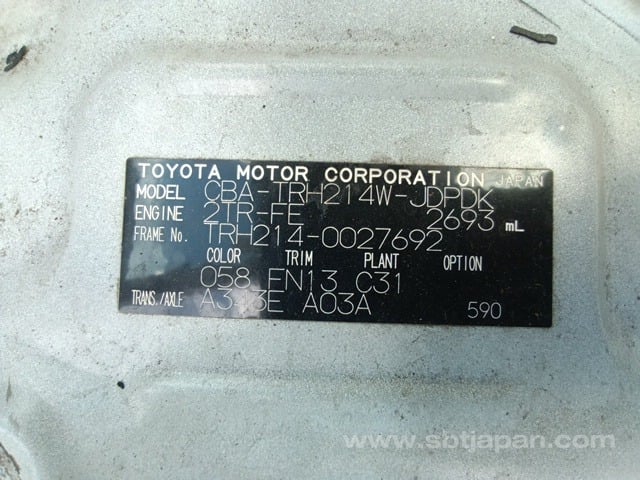 TOYOTA MOTOR CORPORATION JAPAN
MODEL CBA-TRH214W-JDPDK
ENGINE 2TR-FE 2693 mL
FRAME No. TRH214-0027692
COLOR TRIM PLANT OPTION
058 FN13 C31
TRANS./AXLE A343E A03A 590
www.sbtjapan.com